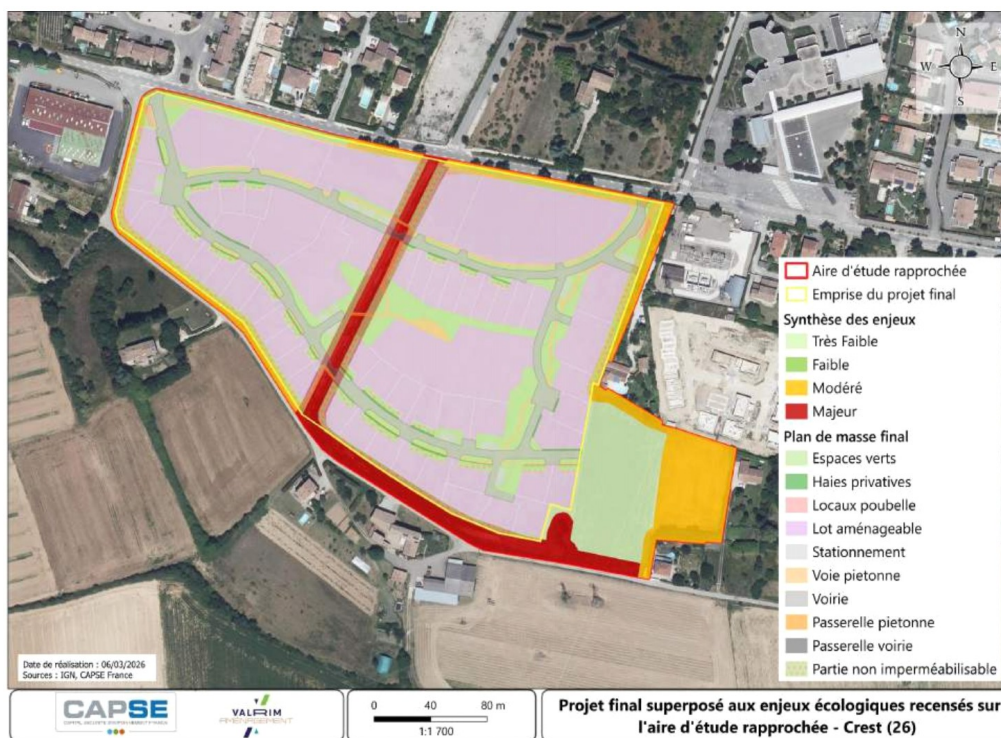 N
W E
S
Aire d'étude rapprochée
Emprise du projet final
Synthèse des enjeux
Très Faible
Faible
Modéré
Majeur
Plan de masse final
Espaces verts
Haies privatives
Locaux poubelle
Lot aménageable
Stationnement
Voie pietonne
Voirie
Passerelle pietonne
Passerelle voirie
Partie non imperméabilisable
Date de réalisation : 06/03/2026
Sources : IGN, CAPSE France
CAPSE
VALRIM
AMENAGEMENT
0 40 80 m
1:1 700
Projet final superposé aux enjeux écologiques recensés sur
l'aire d'étude rapprochée - Crest (26)